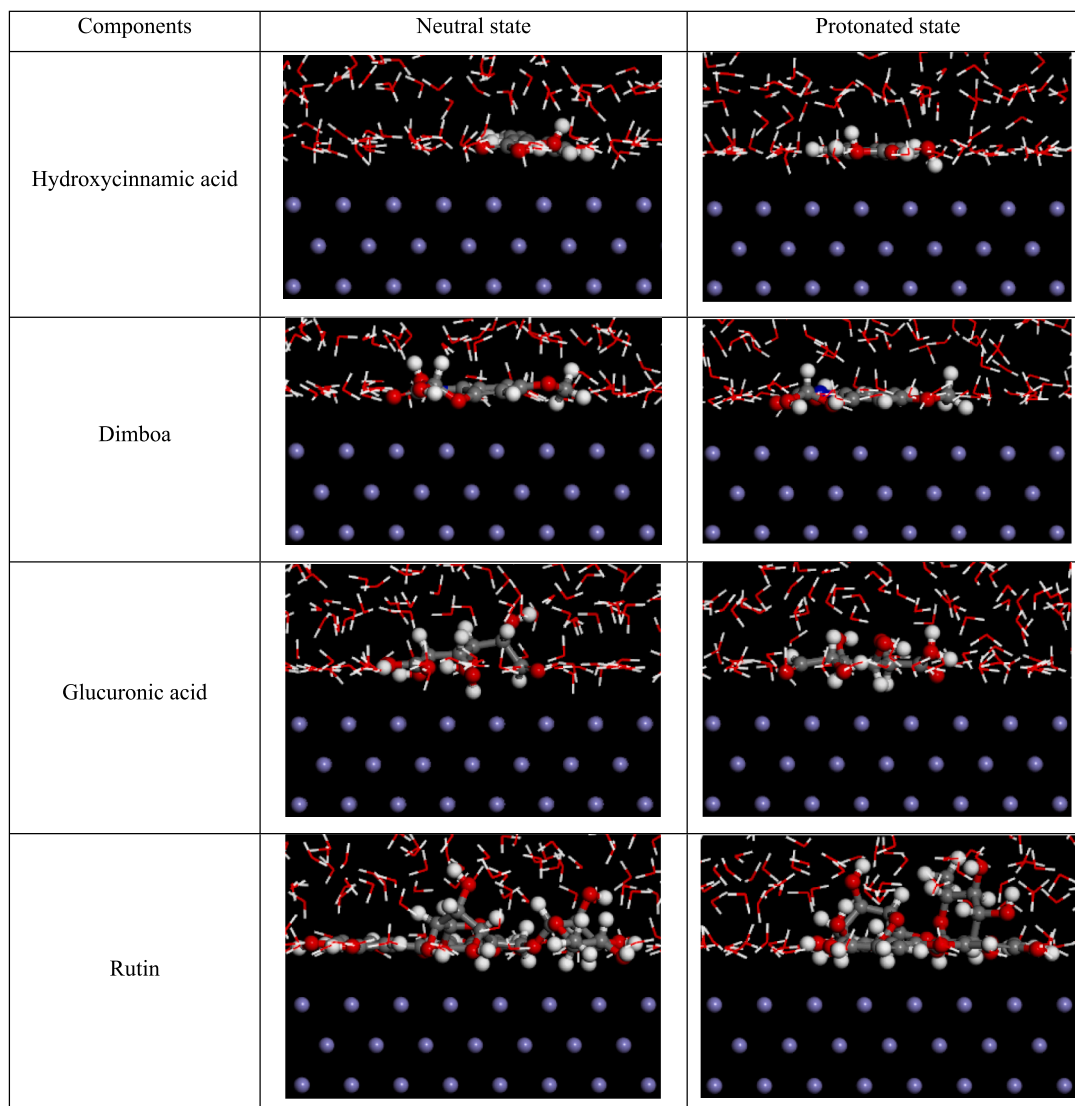 Components Neutral state Protonated state
Hydroxycinnamic acid
Dimboa
Glucuronic acid
Rutin